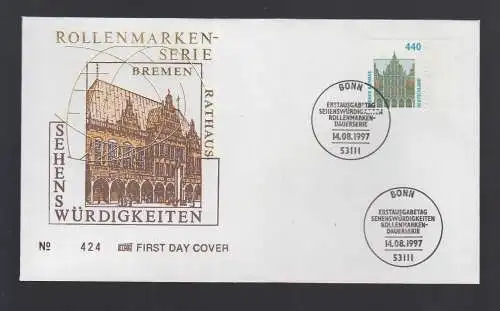 ROLLENMARKEN-
SERIE
BREMEN
RATHAUS
SEHENS
WÜRDIGKEITEN
№ 424 FIRST DAY COVER
440
BONN
ERSTAUSGABETAG
SEHENSWÜRDIGKEITEN
ROLLENMARKEN-
DAUERSERIE
14.08.1997
53111
BONN
ERSTAUSGABETAG
SEHENSWÜRDIGKEITEN
ROLLENMARKEN-
DAUERSERIE
14.08.1997
53111